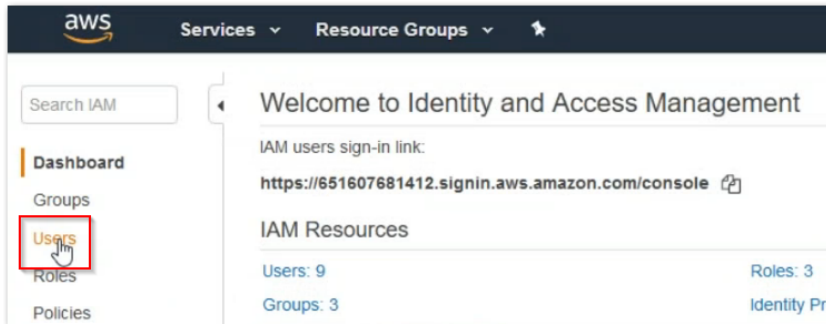 aws
Services
Resource Groups
Search IAM
Welcome to Identity and Access Management
IAM users sign-in link:
Dashboard
https://651607681412.signin.aws.amazon.com/console
Groups
IAM Resources
Users
Users: 9
Roles: 3
Roles
Groups: 3
Identity Pr
Policies